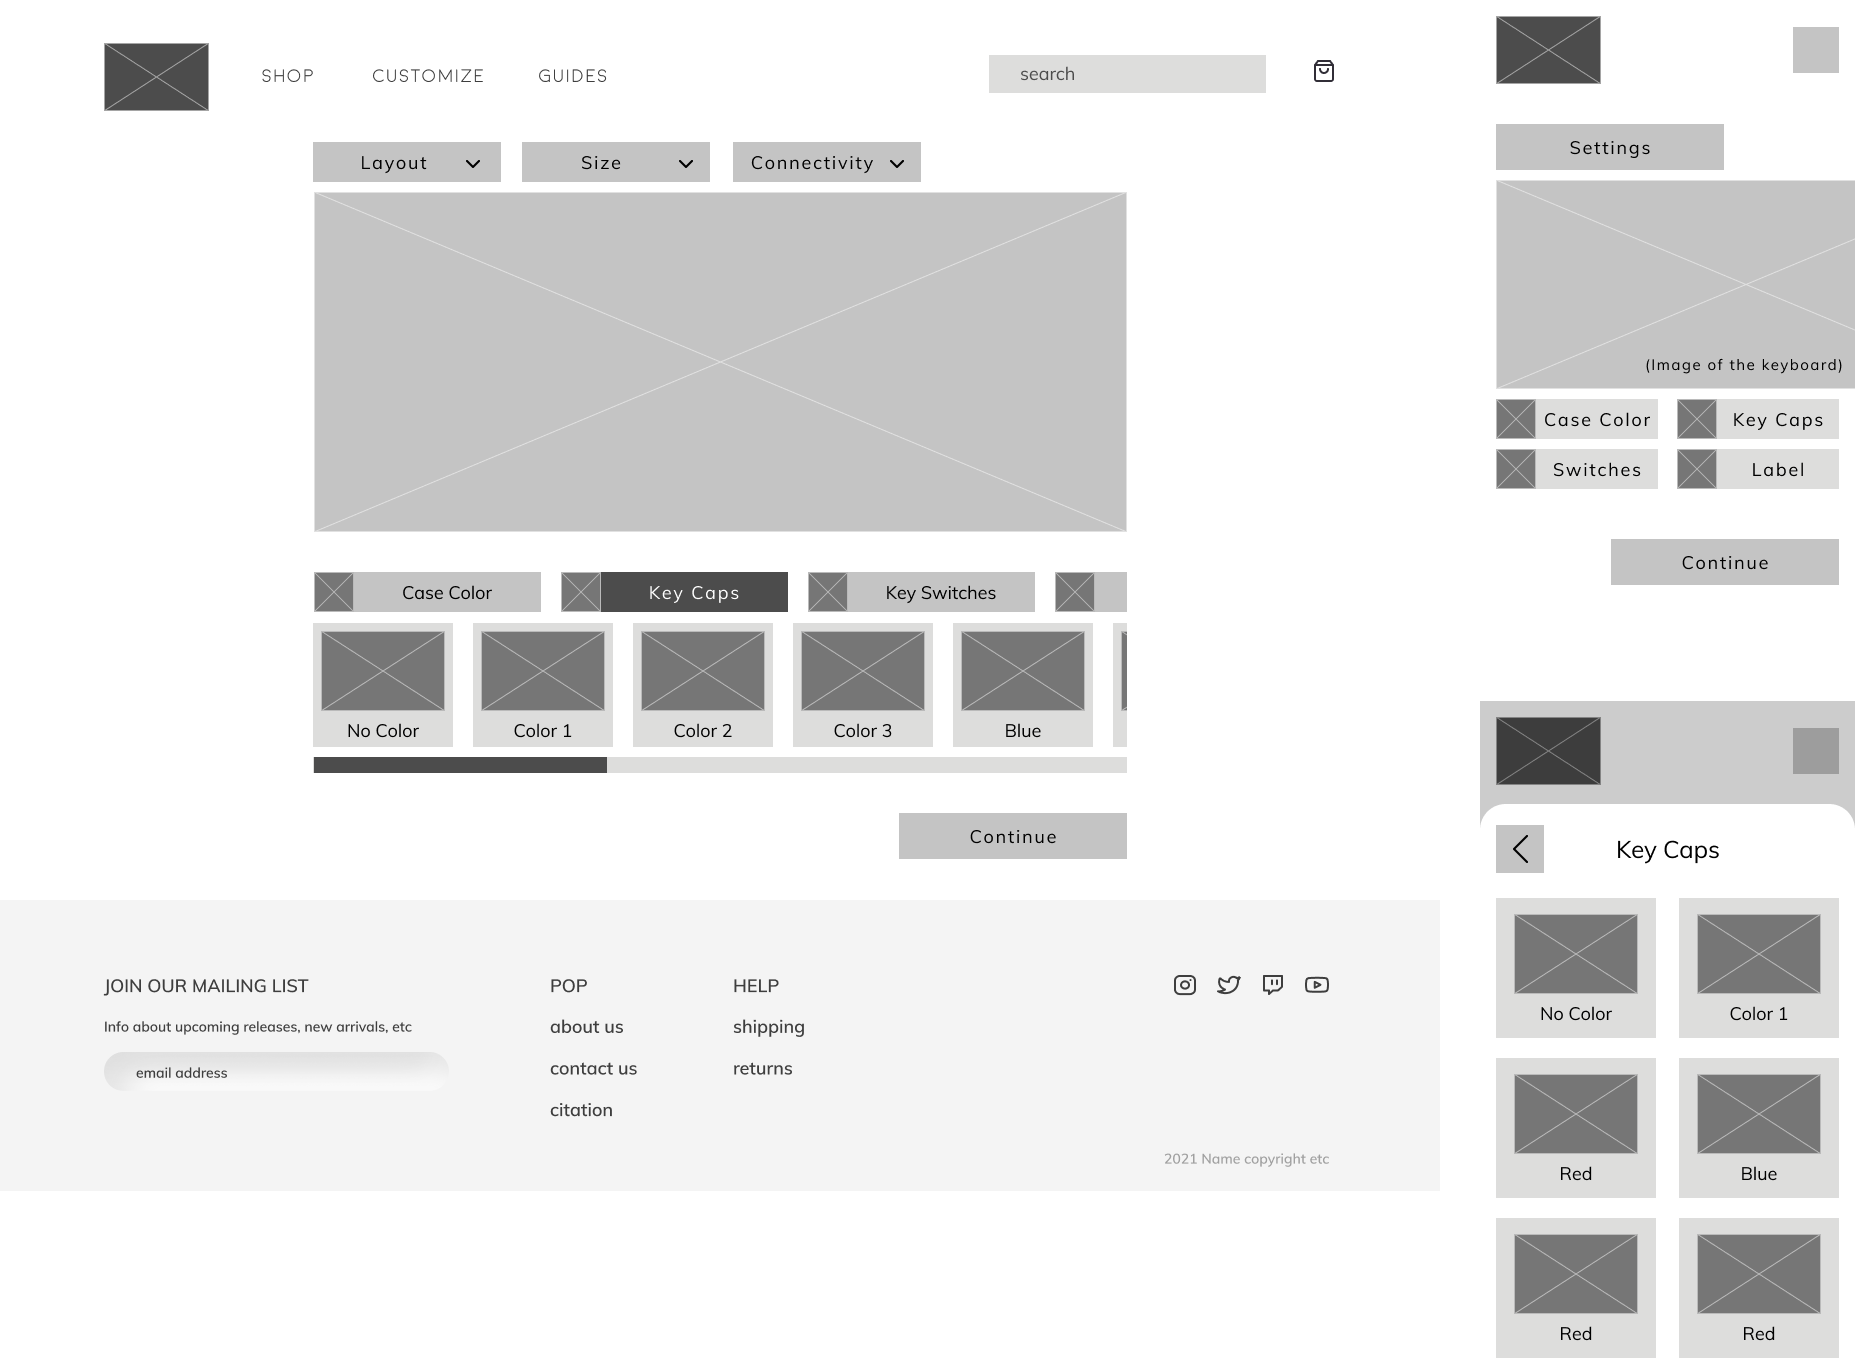 SHOP CUSTOMIZE GUIDES search
Layout Size Connectivity
Case Color Key Caps Key Switches
No Color Color 1 Color 2 Color 3 Blue
Continue
JOIN OUR MAILING LIST
Info about upcoming releases, new arrivals, etc
email address
POP
about us
contact us
citation
HELP
shipping
returns
2021 Name copyright etc
Settings
(Image of the keyboard)
Case Color Key Caps
Switches Label
Continue
Key Caps
No Color Color 1
Red Blue
Red Red